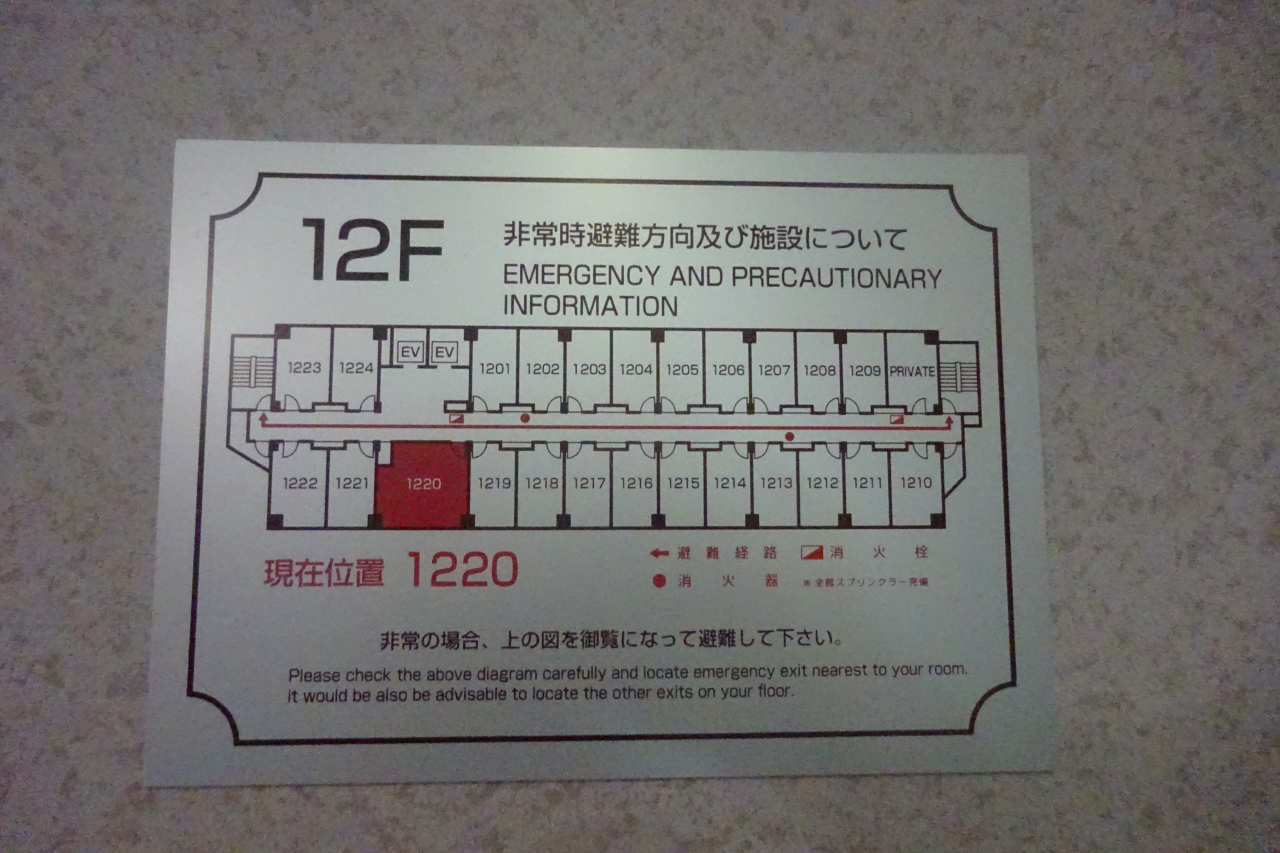 12F
非常時避難方向及び施設について
EMERGENCY AND PRECAUTIONARY
INFORMATION
1223 1224 EV EV 1201 1202 1203 1204 1205 1206 1207 1208 1209 PRIVATE
1222 1221 1220 1219 1218 1217 1216 1215 1214 1213 1212 1211 1210
現在位置 1220
避難経路 消火栓
消火器 ※全館スプリンクラー完備
非常の場合、上の図を御覧になって避難して下さい。
Please check the above diagram carefully and locate emergency exit nearest to your room.
It would be also be advisable to locate the other exits on your floor.